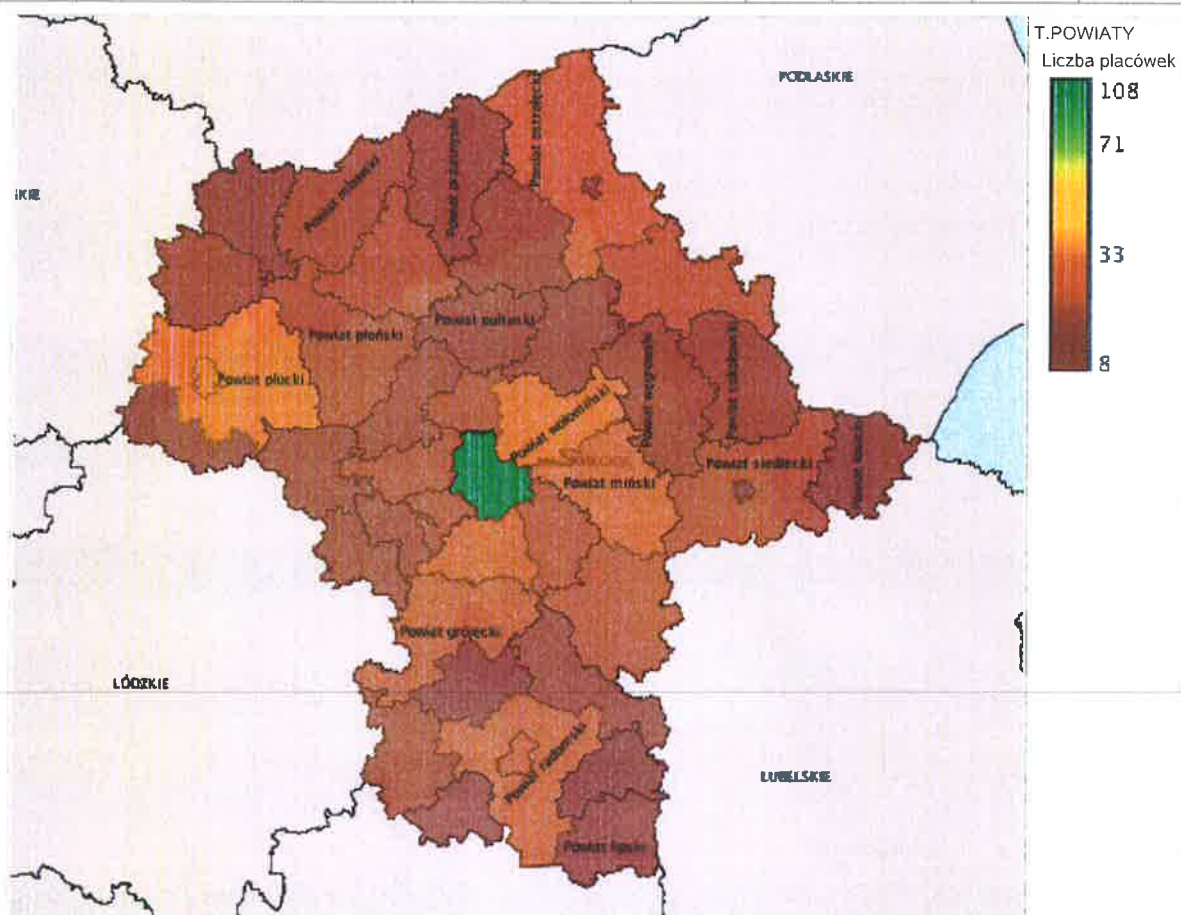 T.POWIATY
Liczba placówek
108
71
33
8
PODLASKIE
SKIE
Powiat ostrołęcki
Powiat mławski
Powiat przasnyski
Powiat płoński
Powiat pułtuski
Powiat płocki
Powiat wołomiński
Powiat węgrowski
Powiat sokołowski
Powiat siedlecki
Powiat miński
Powiat łosicki
Powiat grójecki
ŁÓDZKIE
Powiat radomski
LUBELSKIE
Powiat lipski